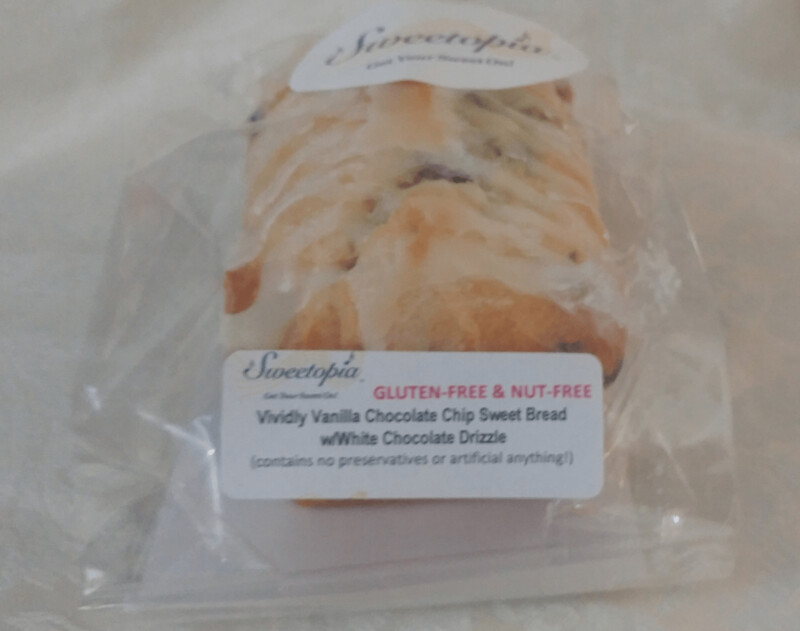 Sweetopia
Get Your Sweet On!
Sweetopia
Get Your Sweet On!
GLUTEN-FREE & NUT-FREE
Vividly Vanilla Chocolate Chip Sweet Bread
w/White Chocolate Drizzle
(contains no preservatives or artificial anything!)